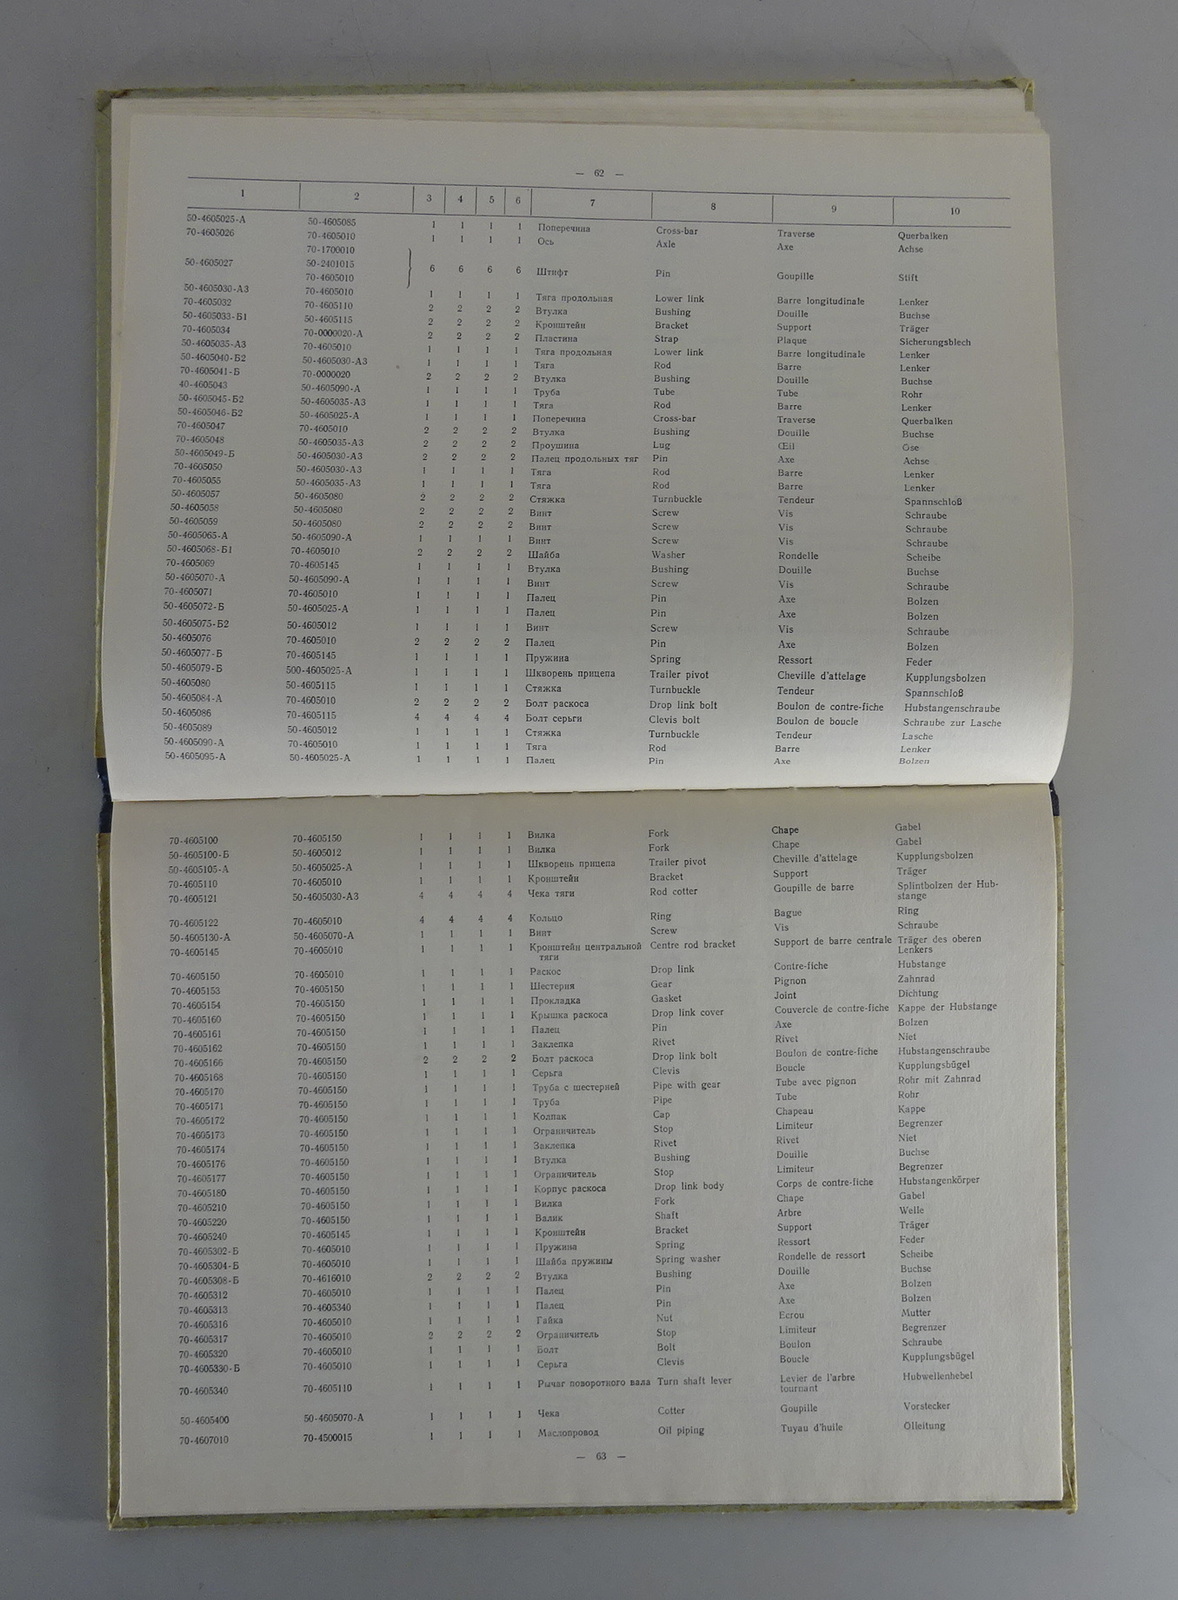 — 62 —
1 2 3 4 5 6 7 8 9 10
50-4605025-А 50-4605085 1 1 1 1 Поперечина Cross-bar Traverse Querbalken
70-4605026 70-4605010 1 1 1 1 Ось Axle Axe Achse
70-1700010
50-4605027 50-2401015 6 6 6 6 Штифт Pin Goupille Stift
70-4605010
50-4605030-А3 70-4605010 1 1 1 1 Тяга продольная Lower link Barre longitudinale Lenker
70-4605032 70-4605110 2 2 2 2 Втулка Bushing Douille Buchse
50-4605033-Б1 50-4605115 2 2 2 2 Кронштейн Bracket Support Träger
70-4605034 70-0000020-А 2 2 2 2 Пластина Strap Plaque Sicherungsblech
50-4605035-А3 70-4605010 1 1 1 1 Тяга продольная Lower link Barre longitudinale Lenker
50-4605040-Б2 50-4605030-А3 1 1 1 1 Тяга Rod Barre Lenker
70-4605041-Б 70-0000020 2 2 2 2 Втулка Bushing Douille Buchse
40-4605043 50-4605090-А 1 1 1 1 Труба Tube Tube Rohr
50-4605045-Б2 50-4605035-А3 1 1 1 1 Тяга Rod Barre Lenker
50-4605046-Б2 50-4605025-А 1 1 1 1 Поперечина Cross-bar Traverse Querbalken
70-4605047 70-4605010 2 2 2 2 Втулка Bushing Douille Buchse
70-4605048 50-4605035-А3 2 2 2 2 Проушина Lug Œil Öse
50-4605049-Б 50-4605030-А3 2 2 2 2 Палец продольных тяг Pin Axe Achse
70-4605050 50-4605030-А3 1 1 1 1 Тяга Rod Barre Lenker
70-4605055 50-4605035-А3 1 1 1 1 Тяга Rod Barre Lenker
50-4605057 50-4605080 2 2 2 2 Стяжка Turnbuckle Tendeur Spannschloß
50-4605058 50-4605080 2 2 2 2 Винт Screw Vis Schraube
50-4605059 50-4605080 2 2 2 2 Винт Screw Vis Schraube
50-4605065-А 50-4605090-А 1 1 1 1 Винт Screw Vis Schraube
50-4605068-Б1 70-4605010 2 2 2 2 Шайба Washer Rondelle Scheibe
70-4605069 70-4605145 1 1 1 1 Втулка Bushing Douille Buchse
50-4605070-А 50-4605090-А 1 1 1 1 Винт Screw Vis Schraube
70-4605071 70-4605010 1 1 1 1 Палец Pin Axe Bolzen
50-4605072-Б 50-4605025-А 1 1 1 1 Палец Pin Axe Bolzen
50-4605075-Б2 50-4605012 1 1 1 1 Винт Screw Vis Schraube
50-4605076 70-4605010 2 2 2 2 Палец Pin Axe Bolzen
50-4605077-Б 70-4605145 1 1 1 1 Пружина Spring Ressort Feder
50-4605079-Б 500-4605025-А 1 1 1 1 Шкворень прицепа Trailer pivot Cheville d'attelage Kupplungsbolzen
50-4605080 50-4605115 1 1 1 1 Стяжка Turnbuckle Tendeur Spannschloß
50-4605084-А 70-4605010 2 2 2 2 Болт раскоса Drop link bolt Boulon de contre-fiche Hubstangenschraube
50-4605086 70-4605115 4 4 4 4 Болт серьги Clevis bolt Boulon de boucle Schraube zur Lasche
50-4605089 50-4605012 1 1 1 1 Стяжка Turnbuckle Tendeur Lasche
50-4605090-А 70-4605010 1 1 1 1 Тяга Rod Barre Lenker
50-4605095-А 50-4605025-А 1 1 1 1 Палец Pin Axe Bolzen
70-4605100 70-4605150 1 1 1 1 Вилка Fork Chape Gabel
50-4605100-Б 50-4605012 1 1 1 1 Вилка Fork Chape Gabel
50-4605105-А 50-4605025-А 1 1 1 1 Шкворень прицепа Trailer pivot Cheville d'attelage Kupplungsbolzen
70-4605110 70-4605010 1 1 1 1 Кронштейн Bracket Support Träger
70-4605121 50-4605030-А3 4 4 4 4 Чека тяги Rod cotter Goupille de barre Splintbolzen der Hub-
stange
70-4605122 70-4605010 4 4 4 4 Кольцо Ring Bague Ring
50-4605130-А 50-4605070-А 1 1 1 1 Винт Screw Vis Schraube
70-4605145 70-4605010 1 1 1 1 Кронштейн центральной Centre rod bracket Support de barre centrale Träger des oberen
тяги Lenkers
70-4605150 70-4605010 1 1 1 1 Раскос Drop link Contre-fiche Hubstange
70-4605153 70-4605150 1 1 1 1 Шестерня Gear Pignon Zahnrad
70-4605154 70-4605150 1 1 1 1 Прокладка Gasket Joint Dichtung
70-4605160 70-4605150 1 1 1 1 Крышка раскоса Drop link cover Couvercle de contre-fiche Kappe der Hubstange
70-4605161 70-4605150 1 1 1 1 Палец Pin Axe Bolzen
70-4605162 70-4605150 1 1 1 1 Заклепка Rivet Rivet Niet
70-4605166 70-4605150 2 2 2 2 Болт раскоса Drop link bolt Boulon de contre-fiche Hubstangenschraube
70-4605168 70-4605150 1 1 1 1 Серьга Clevis Boucle Kupplungsbügel
70-4605170 70-4605150 1 1 1 1 Труба с шестерней Pipe with gear Tube avec pignon Rohr mit Zahnrad
70-4605171 70-4605150 1 1 1 1 Труба Pipe Tube Rohr
70-4605172 70-4605150 1 1 1 1 Колпак Cap Chapeau Kappe
70-4605173 70-4605150 1 1 1 1 Ограничитель Stop Limiteur Begrenzer
70-4605174 70-4605150 1 1 1 1 Заклепка Rivet Rivet Niet
70-4605176 70-4605150 1 1 1 1 Втулка Bushing Douille Buchse
70-4605177 70-4605150 1 1 1 1 Ограничитель Stop Limiteur Begrenzer
70-4605180 70-4605150 1 1 1 1 Корпус раскоса Drop link body Corps de contre-fiche Hubstangenkörper
70-4605210 70-4605150 1 1 1 1 Вилка Fork Chape Gabel
70-4605220 70-4605150 1 1 1 1 Валик Shaft Arbre Welle
70-4605240 70-4605145 1 1 1 1 Кронштейн Bracket Support Träger
70-4605302-Б 70-4605010 1 1 1 1 Пружина Spring Ressort Feder
70-4605304-Б 70-4605010 1 1 1 1 Шайба пружины Spring washer Rondelle de ressort Scheibe
70-4605308-Б 70-4616010 2 2 2 2 Втулка Bushing Douille Buchse
70-4605312 70-4605010 1 1 1 1 Палец Pin Axe Bolzen
70-4605313 70-4605340 1 1 1 1 Палец Pin Axe Bolzen
70-4605316 70-4605010 1 1 1 1 Гайка Nut Ecrou Mutter
70-4605317 70-4605010 2 2 2 2 Ограничитель Stop Limiteur Begrenzer
70-4605320 70-4605010 1 1 1 1 Болт Bolt Boulon Schraube
70-4605330-Б 70-4605010 1 1 1 1 Серьга Clevis Boucle Kupplungsbügel
70-4605340 70-4605110 1 1 1 1 Рычаг поворотного вала Turn shaft lever Levier de l'arbre Hubwellenhebel
tournant
50-4605400 50-4605070-А 1 1 1 1 Чека Cotter Goupille Vorstecker
70-4607010 70-4500015 1 1 1 1 Маслопровод Oil piping Tuyau d'huile Ölleitung
— 63 —